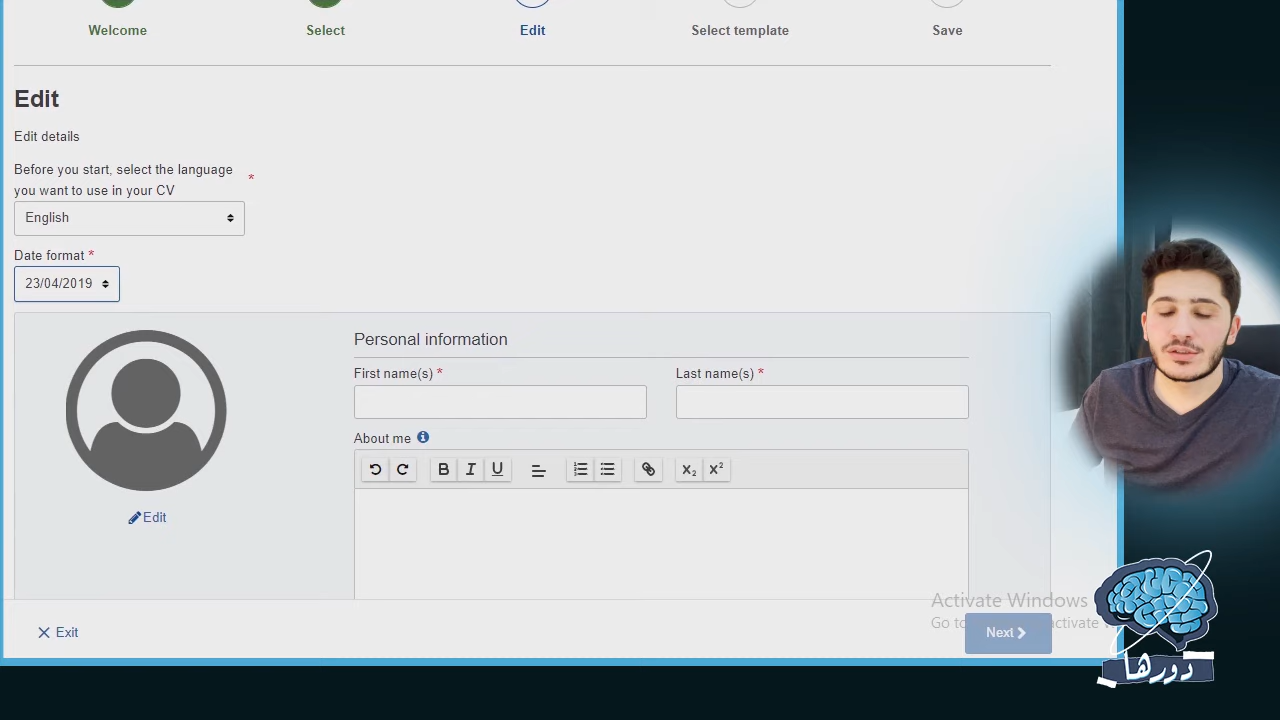 Welcome
Select
Edit
Select template
Save
Edit
Edit details
Before you start, select the language
you want to use in your CV *
English
Date format *
23/04/2019
Personal information
First name(s) *
Last name(s) *
About me
B I U
X₂ X²
Edit
Activate Windows
Go to activate
Exit
Next
دورها